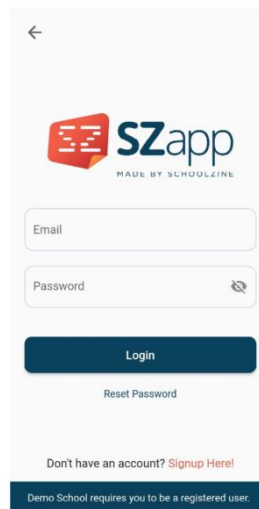 SZapp
MADE BY SCHOOLZINE
Email
Password
Login
Reset Password
Don't have an account? Signup Here!
Demo School requires you to be a registered user.